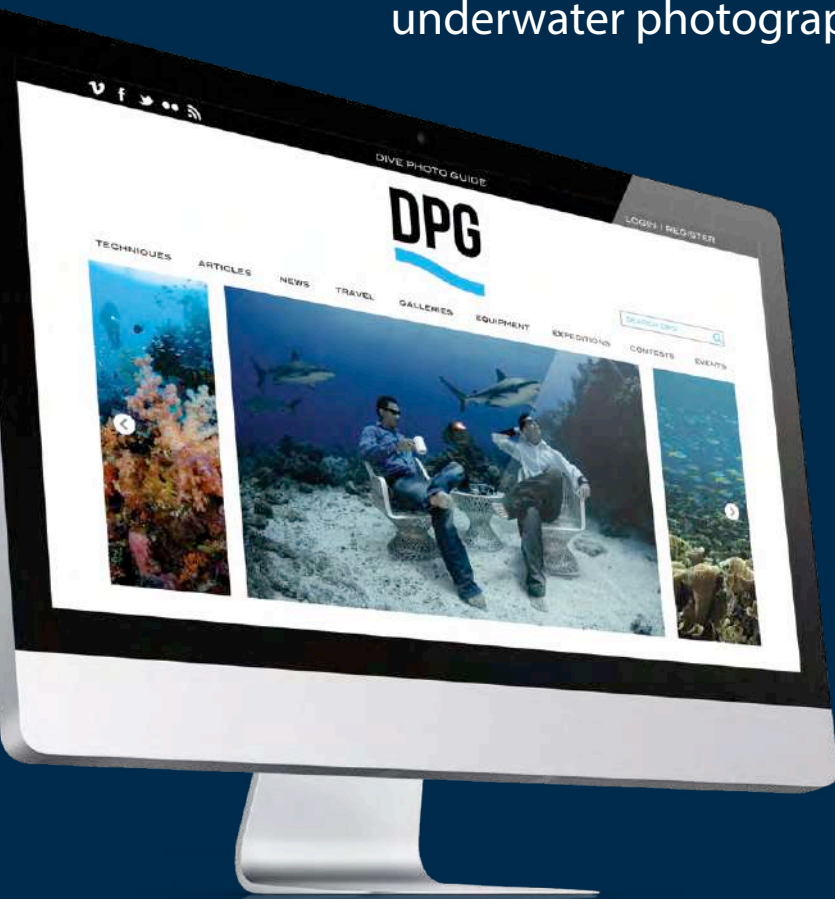 underwater photograp
DIVE PHOTO GUIDE
LOGIN | REGISTER
DPG
TECHNIQUES ARTICLES NEWS TRAVEL GALLERIES EQUIPMENT EXPEDITIONS CONTESTS EVENTS
SEARCH DPG